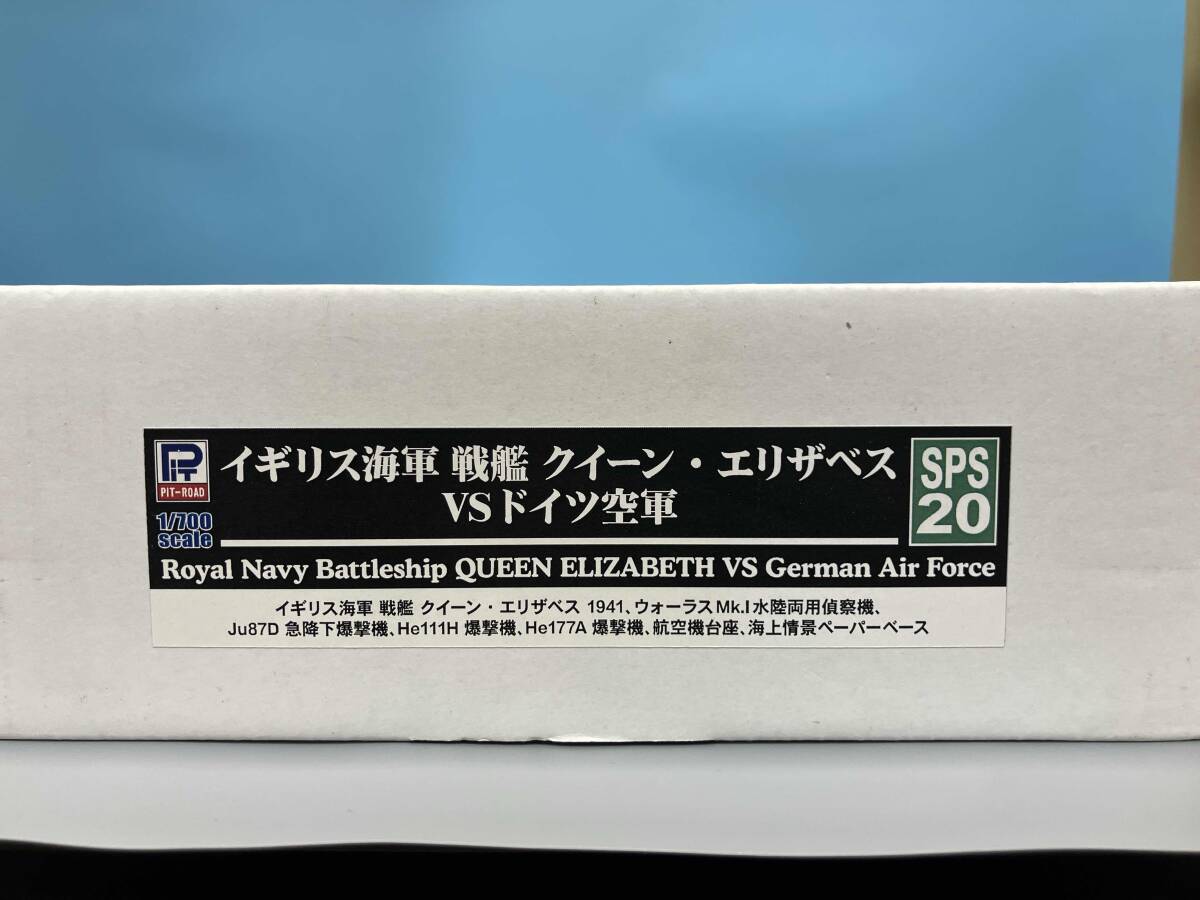 PiT
PIT-ROAD
1/700
scale
イギリス海軍 戦艦 クイーン・エリザベス
VSドイツ空軍
SPS
20
Royal Navy Battleship QUEEN ELIZABETH VS German Air Force
イギリス海軍 戦艦 クイーン・エリザベス 1941、ウォーラスMk.I水陸両用偵察機、
Ju87D 急降下爆撃機、He111H 爆撃機、He177A 爆撃機、航空機台座、海上情景ペーパーベース